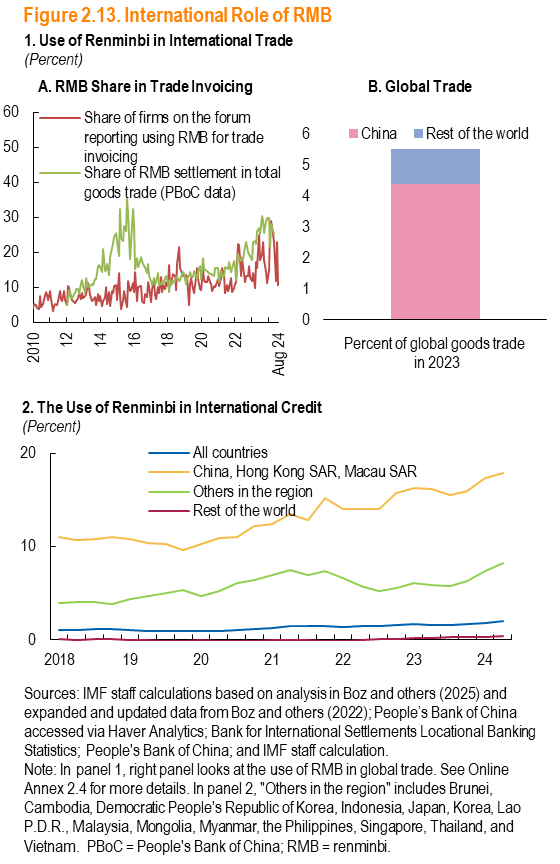 Figure 2.13. International Role of RMB
1. Use of Renminbi in International Trade
(Percent)
A. RMB Share in Trade Invoicing
60
50
40
30
20
10
0
Share of firms on the forum
reporting using RMB for trade
invoicing
Share of RMB settlement in total
goods trade (PBoC data)
2010
12
14
16
18
20
22
Aug 24
B. Global Trade
China
Rest of the world
6
5
4
3
2
1
0
Percent of global goods trade
in 2023
2. The Use of Renminbi in International Credit
(Percent)
20
10
0
All countries
China, Hong Kong SAR, Macau SAR
Others in the region
Rest of the world
2018
19
20
21
22
23
24
Sources: IMF staff calculations based on analysis in Boz and others (2025) and
expanded and updated data from Boz and others (2022); People's Bank of China
accessed via Haver Analytics; Bank for International Settlements Locational Banking
Statistics; People's Bank of China; and IMF staff calculation.
Note: In panel 1, right panel looks at the use of RMB in global trade. See Online
Annex 2.4 for more details. In panel 2, "Others in the region" includes Brunei,
Cambodia, Democratic People's Republic of Korea, Indonesia, Japan, Korea, Lao
P.D.R., Malaysia, Mongolia, Myanmar, the Philippines, Singapore, Thailand, and
Vietnam. PBoC = People's Bank of China; RMB = renminbi.